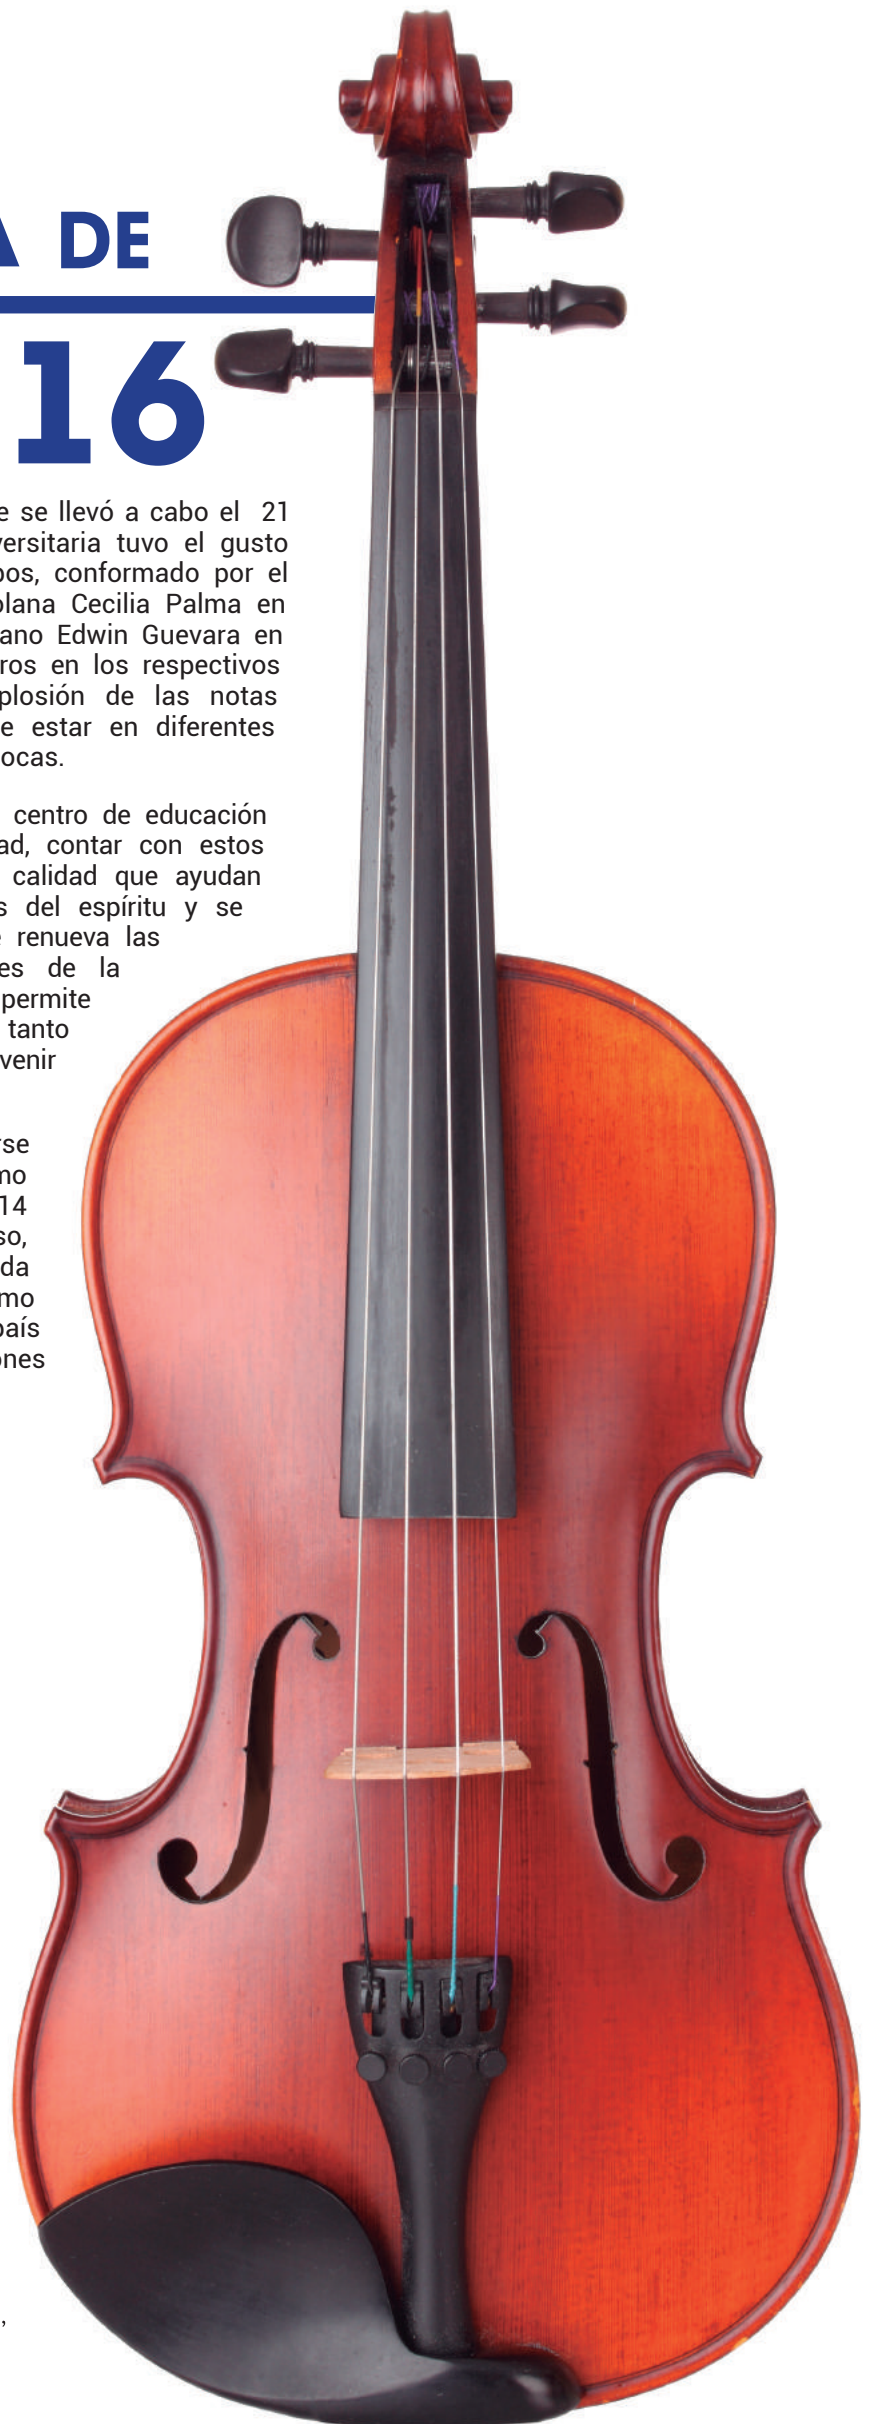 A DE
16
e se llevó a cabo el 21
versitaria tuvo el gusto
pos, conformado por el
olana Cecilia Palma en
ano Edwin Guevara en
ros en los respectivos
plosión de las notas
e estar en diferentes
ocas.
centro de educación
ad, contar con estos
calidad que ayudan
s del espíritu y se
e renueva las
es de la
permite
tanto
venir
rse
mo
14
so,
da
mo
país
ones
,